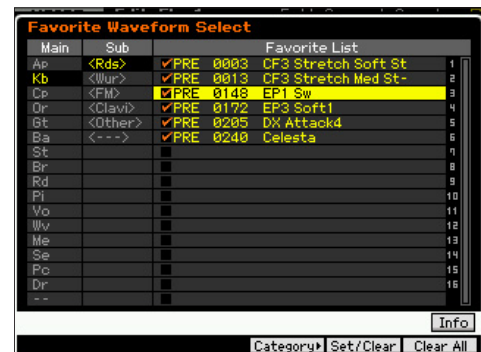 Favorite Waveform Select
Main Sub Favorite List
Ap <Rds> PRE 0003 CF3 Stretch Soft St 1
Kb <Wur> PRE 0013 CF3 Stretch Med St- 2
Cp <FM> PRE 0148 EP1 Sw 3
Or <Clavi> PRE 0172 EP3 Soft1 4
Gt <Other> PRE 0205 DX Attack4 5
Ba <---> PRE 0240 Celesta 6
St 7
Br 8
Rd 9
Pi 10
Vo 11
Wv 12
Me 13
Se 14
Pc 15
Dr 16
--
Info
Category Set/Clear Clear All